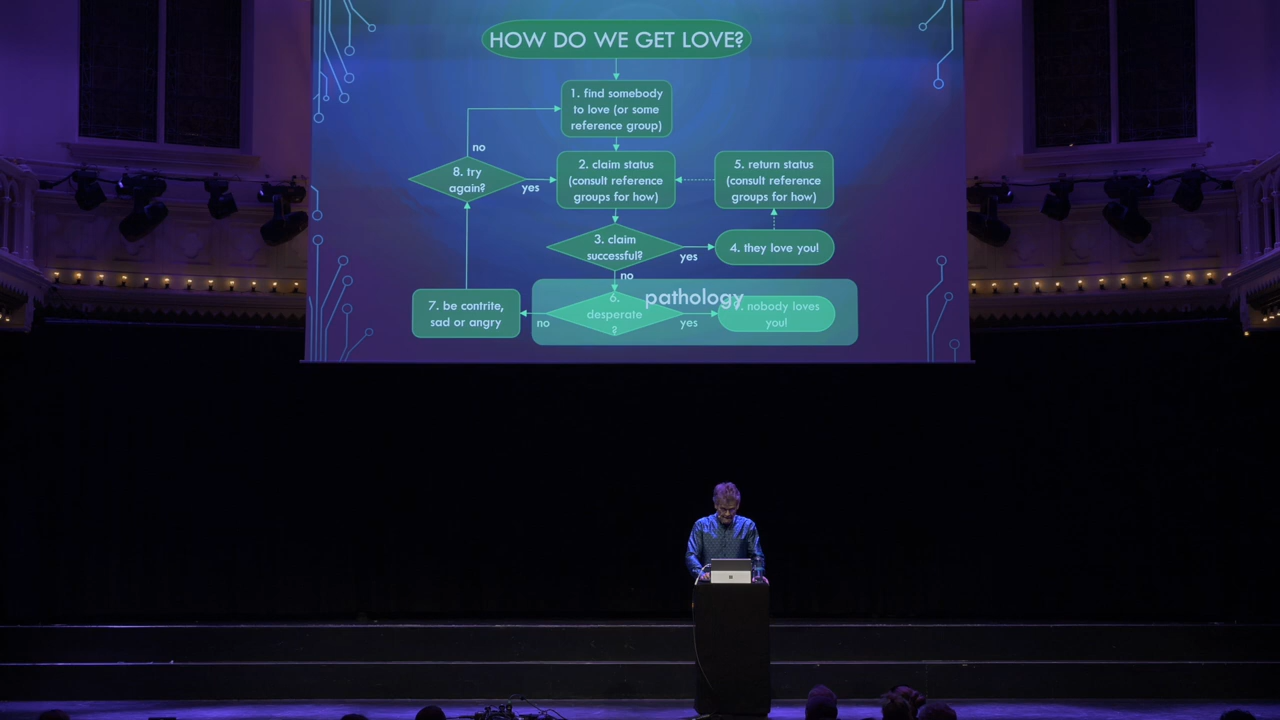 HOW DO WE GET LOVE?
1. find somebody
to love (or some
reference group)
no
8. try
again?
yes
2. claim status
(consult reference
groups for how)
5. return status
(consult reference
groups for how)
3. claim
successful?
yes
4. they love you!
no
pathology
7. be contrite,
sad or angry
no
6.
desperate
?
yes
nobody loves
you!